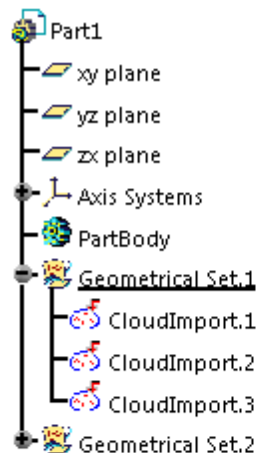 Part1
xy plane
yz plane
zx plane
Axis Systems
PartBody
Geometrical Set.1
CloudImport.1
CloudImport.2
CloudImport.3
Geometrical Set.2